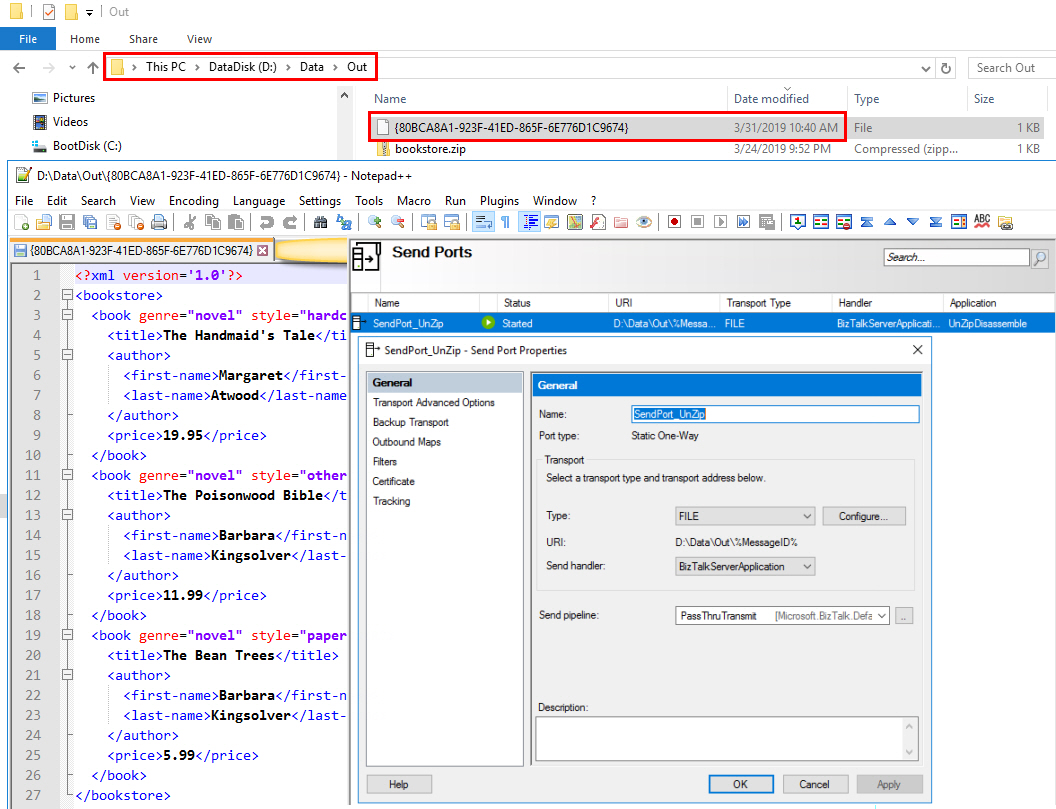 Out
File Home Share View
This PC > DataDisk (D:) > Data > Out
Search Out
Pictures
Videos
BootDisk (C:)
Name Date modified Type Size
{80BCA8A1-923F-41ED-865F-6E776D1C9674} 3/31/2019 10:40 AM File 1 KB
bookstore.zip 3/24/2019 9:52 PM Compressed (zipp... 1 KB
D:\Data\Out\{80BCA8A1-923F-41ED-865F-6E776D1C9674} - Notepad++
File Edit Search View Encoding Language Settings Tools Macro Run Plugins Window ?
{80BCA8A1-923F-41ED-865F-6E776D1C9674}
1 <?xml version='1.0'?>
2 <bookstore>
3 <book genre="novel" style="hardc
4 <title>The Handmaid's Tale</ti
5 <author>
6 <first-name>Margaret</first-
7 <last-name>Atwood</last-name
8 </author>
9 <price>19.95</price>
10 </book>
11 <book genre="novel" style="other
12 <title>The Poisonwood Bible</t
13 <author>
14 <first-name>Barbara</first-n
15 <last-name>Kingsolver</last-
16 </author>
17 <price>11.99</price>
18 </book>
19 <book genre="novel" style="paper
20 <title>The Bean Trees</title>
21 <author>
22 <first-name>Barbara</first-n
23 <last-name>Kingsolver</last-
24 </author>
25 <price>5.99</price>
26 </book>
27 </bookstore>
Send Ports
Search...
Name Status URI Transport Type Handler Application
SendPort_UnZip Started D:\Data\Out\%Messa... FILE BizTalkServerApplicati... UnZipDisassemble
SendPort_UnZip - Send Port Properties
General
Transport Advanced Options
Backup Transport
Outbound Maps
Filters
Certificate
Tracking
General
Name: SendPort_UnZip
Port type: Static One-Way
Transport
Select a transport type and transport address below.
Type: FILE Configure...
URI: D:\Data\Out\%MessageID%
Send handler: BizTalkServerApplication
Send pipeline: PassThruTransmit [Microsoft.BizTalk.Defa ..
Description:
Help OK Cancel Apply